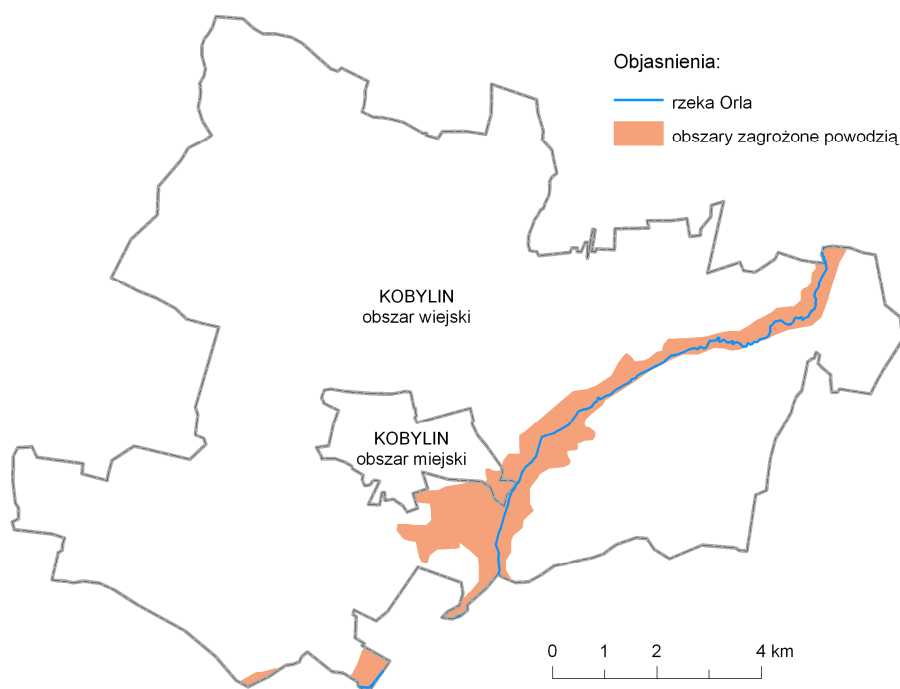 Objasnienia:
rzeka Orla
obszary zagrożone powodzią
KOBYLIN
obszar wiejski
KOBYLIN
obszar miejski
0 1 2 4 km